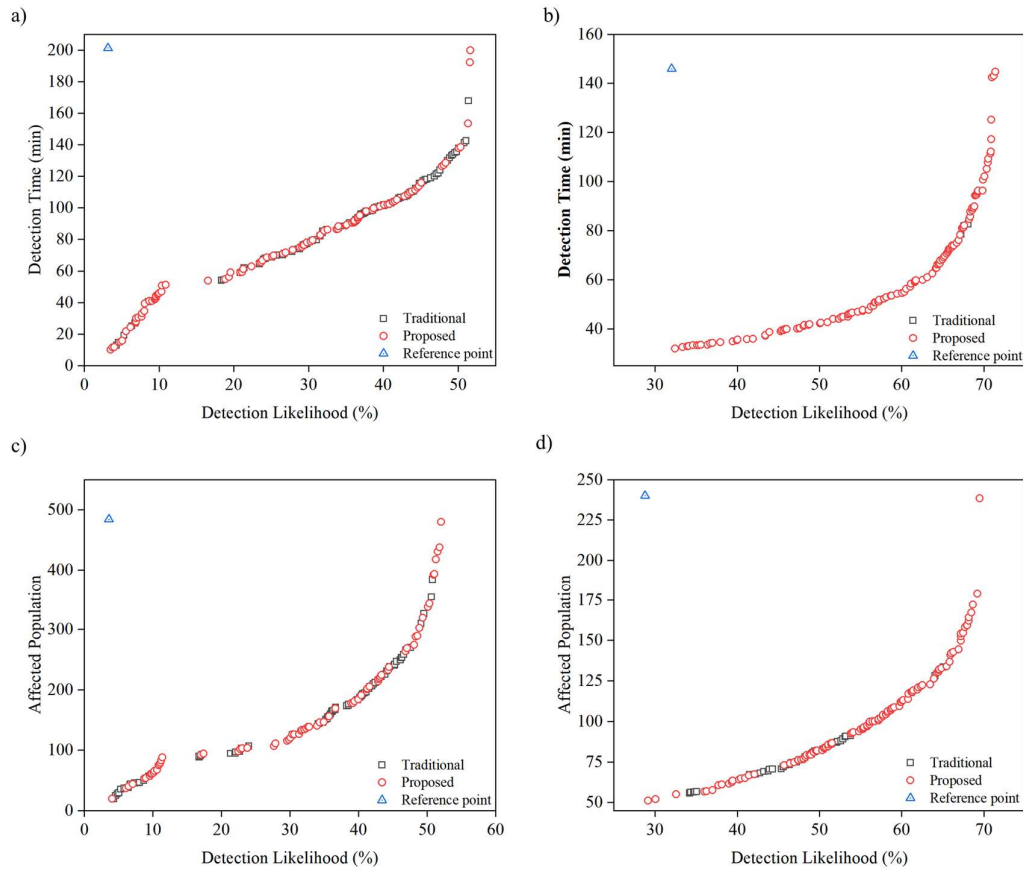 a)
200
180
160
140
120
100
80
60
40
20
0
Detection Time (min)
Traditional
Proposed
Reference point
0 10 20 30 40 50
Detection Likelihood (%)
b)
160
140
120
100
80
60
40
Detection Time (min)
Traditional
Proposed
Reference point
30 40 50 60 70
Detection Likelihood (%)
c)
500
400
300
200
100
0
Affected Population
Traditional
Proposed
Reference point
0 10 20 30 40 50 60
Detection Likelihood (%)
d)
250
225
200
175
150
125
100
75
50
Affected Population
Traditional
Proposed
Reference point
30 40 50 60 70
Detection Likelihood (%)